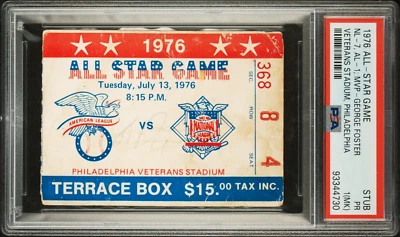 1976
ALL STAR GAME
Tuesday, July 13, 1976
8:15 P.M.
AMERICAN LEAGUE
VS
NATIONAL LEAGUE
PHILADELPHIA VETERANS STADIUM
TERRACE BOX $15.00 TAX INC.
SEC.
368
ROW
8
SEAT
4
1976 ALL-STAR GAME
NL-7, AL-1, MVP-GEORGE FOSTER
VETERANS STADIUM, PHILADELPHIA
STUB
PR
1(MK)
93344730
PSA